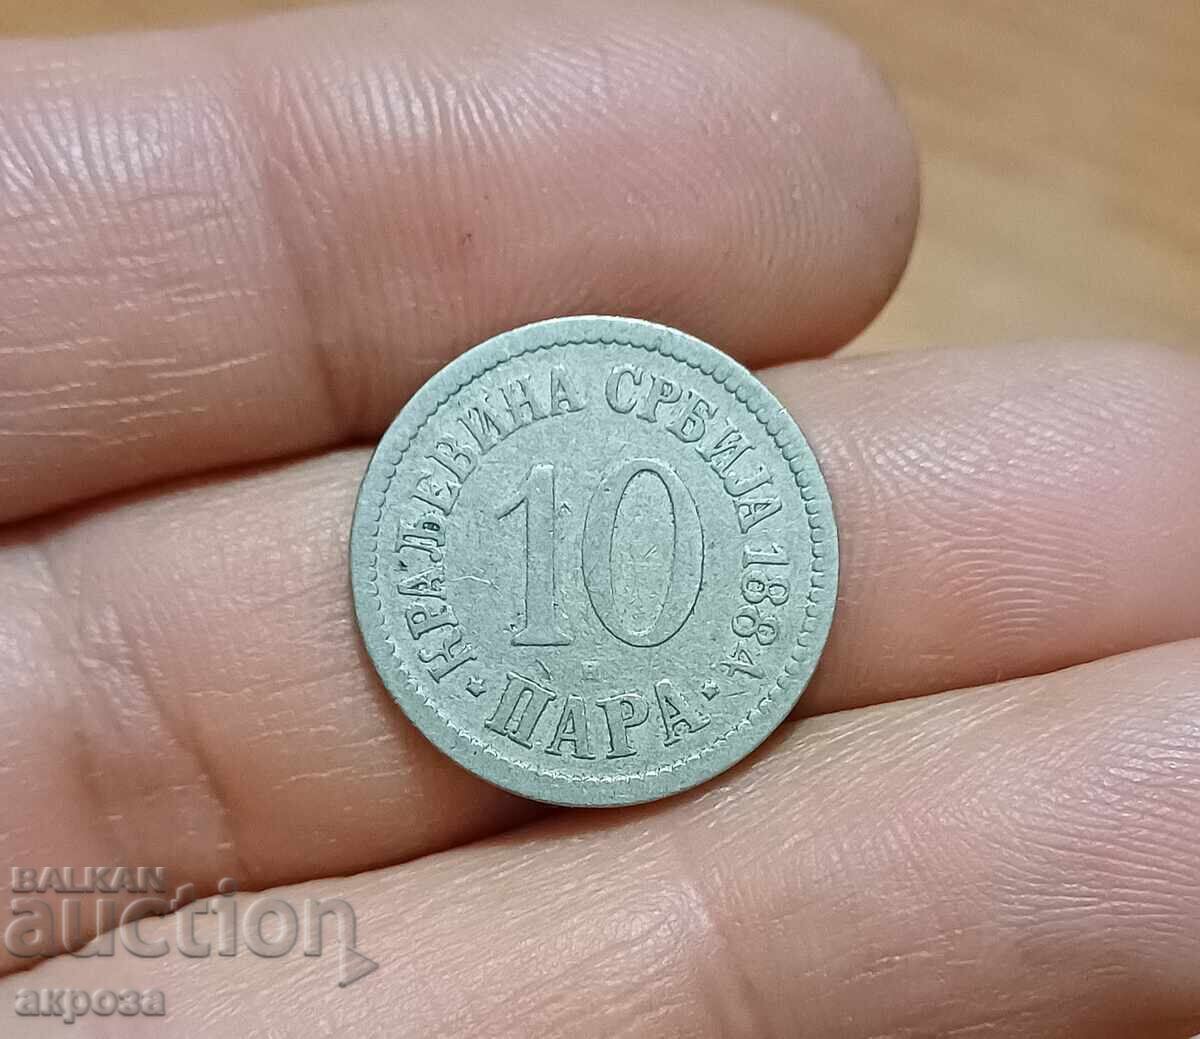 КРАЉЕВИНА СРБИЈА 1884
10
H
ПАРА
BALKAN
auction
акроза